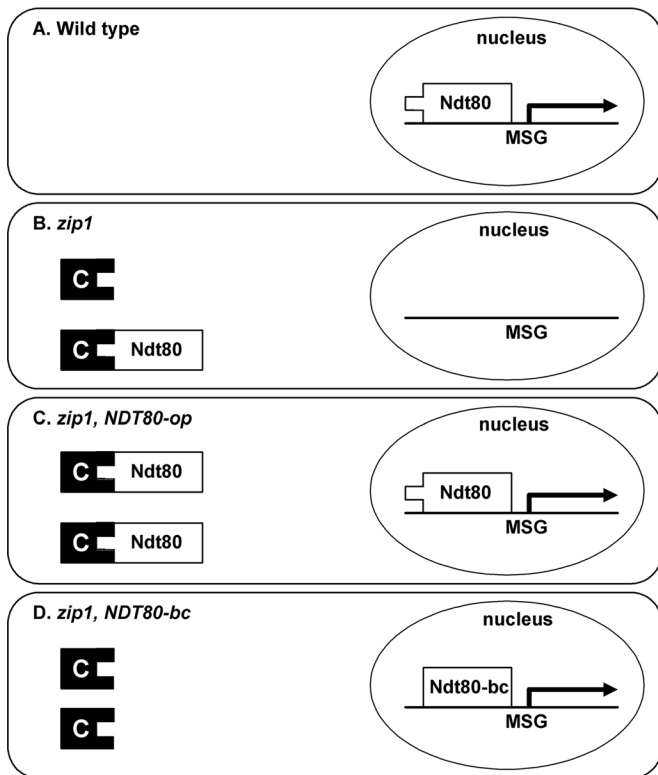 A. Wild type
nucleus
Ndt80
MSG
B. zip1
nucleus
C
C Ndt80
MSG
C. zip1, NDT80-op
nucleus
C Ndt80
Ndt80
C Ndt80
MSG
D. zip1, NDT80-bc
nucleus
C
Ndt80-bc
C
MSG